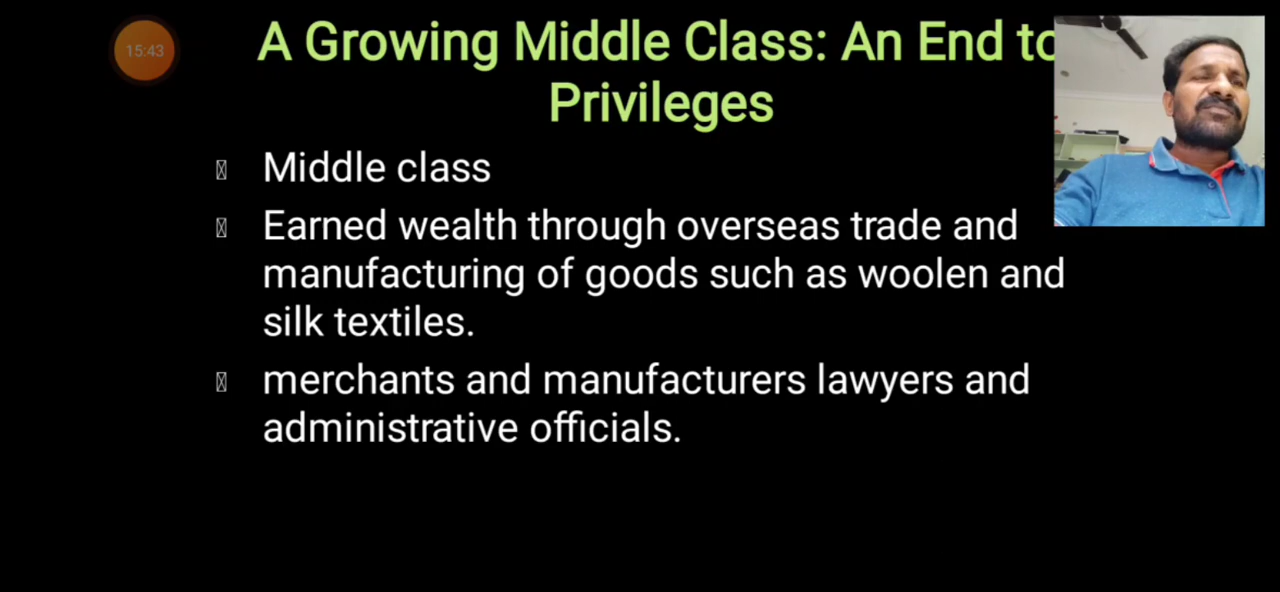 15:43
A Growing Middle Class: An End to
Privileges
Middle class
Earned wealth through overseas trade and
manufacturing of goods such as woolen and
silk textiles.
merchants and manufacturers lawyers and
administrative officials.